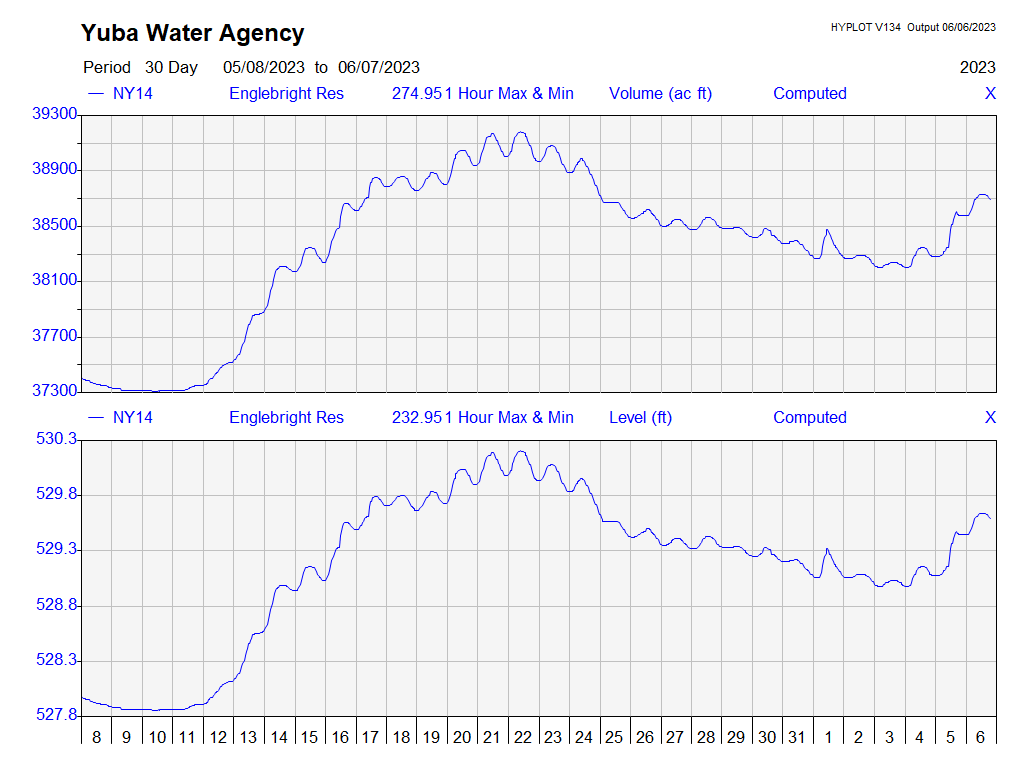 Yuba Water Agency
HYPLOT V134 Output 06/06/2023
Period 30 Day 05/08/2023 to 06/07/2023 2023
NY14 Englebright Res 274.951 Hour Max & Min Volume (ac ft) Computed X
39300
38900
38500
38100
37700
37300
NY14 Englebright Res 232.951 Hour Max & Min Level (ft) Computed X
530.3
529.8
529.3
528.8
528.3
527.8
8 9 10 11 12 13 14 15 16 17 18 19 20 21 22 23 24 25 26 27 28 29 30 31 1 2 3 4 5 6